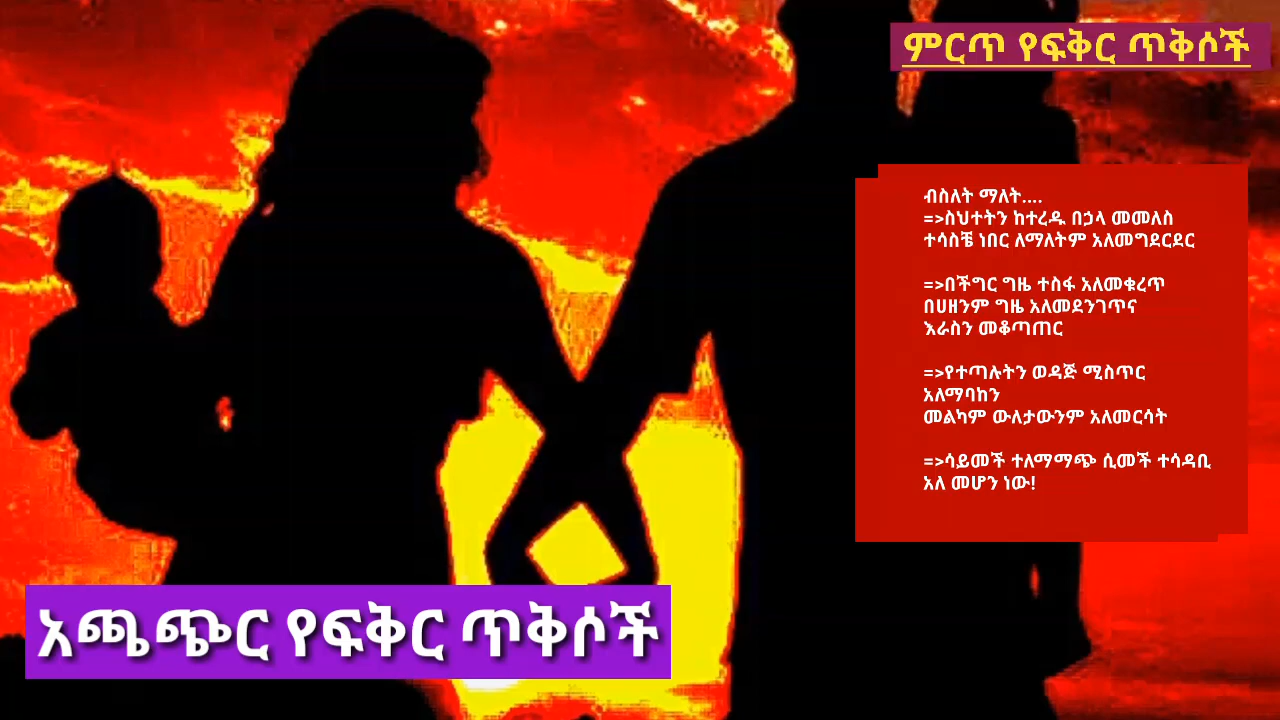 ምርጥ የፍቅር ጥቅሶች
ብስለት ማለት....
=>ስህተትን ከተረዱ በኃላ መመለስ
ተሳስቼ ነበር ለማለትም አለመግደርደር
=>በችግር ግዜ ተስፋ አለመቁረጥ
በሀዘንም ግዜ አለመደንገጥና
እራስን መቆጣጠር
=>የተጣሉትን ወዳጅ ሚስጥር
አለማባከን
መልካም ውለታውንም አለመርሳት
=>ሳይመች ተለማማጭ ሲመች ተሳዳቢ
አለ መሆን ነው!
አጫጭር የፍቅር ጥቅሶች